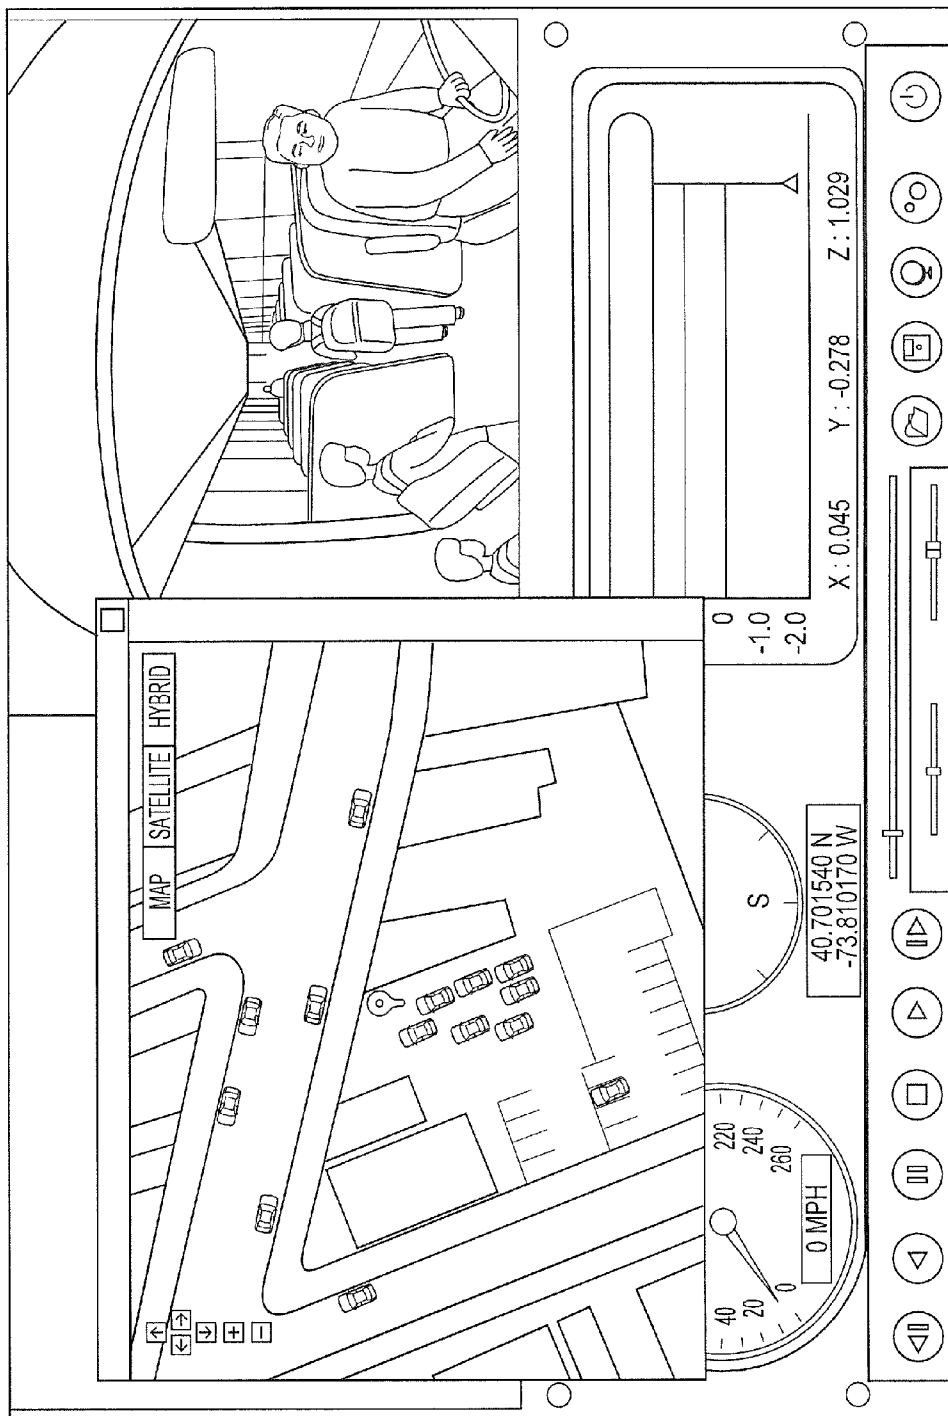 MAP SATELLITE HYBRID
+
−
0
-1.0
-2.0
X : 0.045 Y : -0.278 Z : 1.029
S
40.701540 N
-73.810170 W
40
20
0
220
240
260
0 MPH